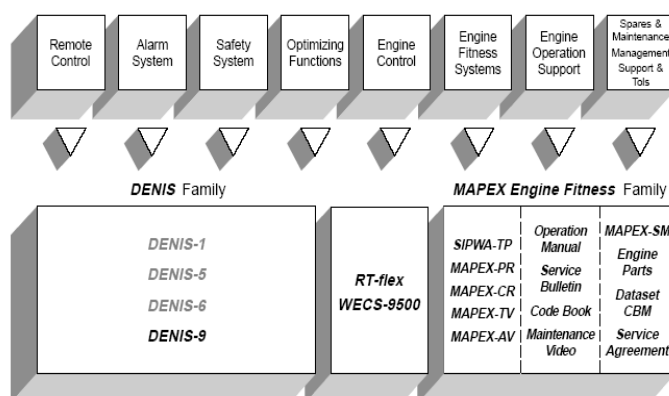 Remote
Control
Alarm
System
Safety
System
Optimizing
Functions
Engine
Control
Engine
Fitness
Systems
Engine
Operation
Support
Spares &
Maintenance
Management
Support &
Tols
DENIS Family
MAPEX Engine Fitness Family
DENIS-1
DENIS-5
DENIS-6
DENIS-9
RT-flex
WECS-9500
SIPWA-TP
MAPEX-PR
MAPEX-CR
MAPEX-TV
MAPEX-AV
Operation
Manual
Service
Bulletin
Code Book
Maintenance
Video
MAPEX-SM
Engine
Parts
Dataset
CBM
Service
Agreement